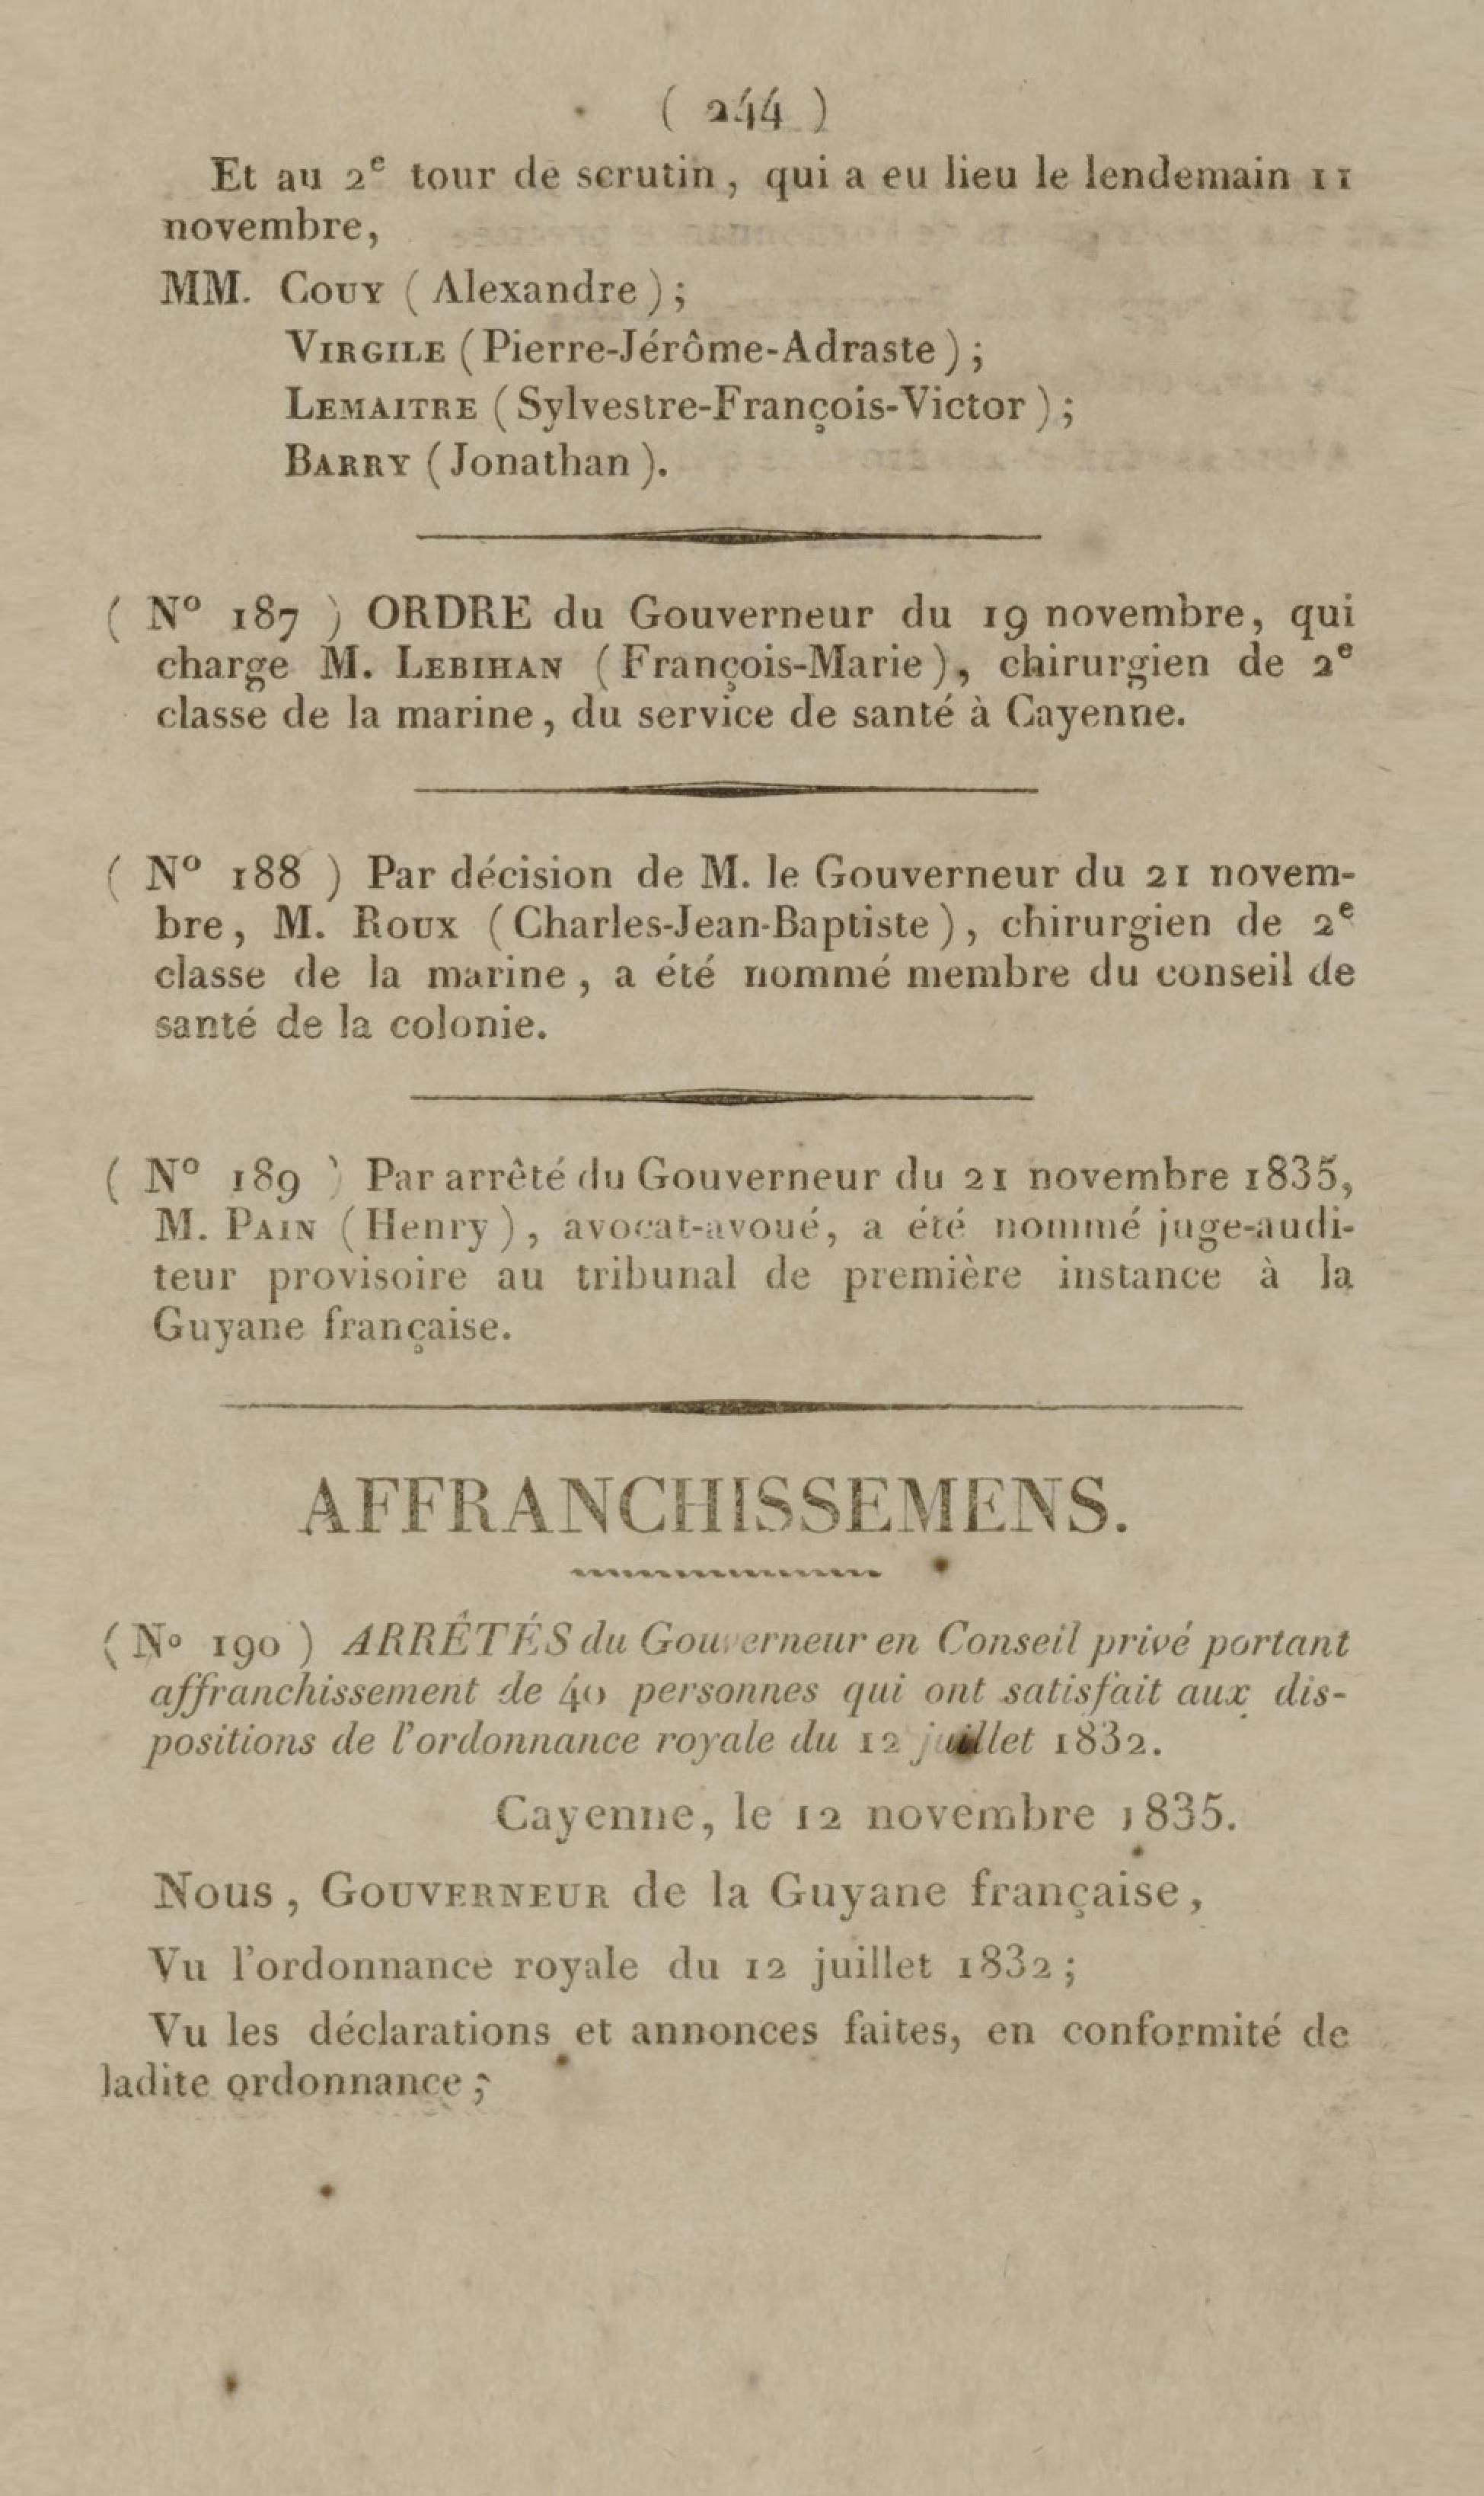 ( 244 )
Et au 2e tour de scrutin, qui a eu lieu le lendemain 11
novembre,
MM. COUY ( Alexandre );
VIRGILE ( Pierre-Jérôme-Adraste );
LEMAITRE ( Sylvestre-François-Victor );
BARRY ( Jonathan ).
( No 187 ) ORDRE du Gouverneur du 19 novembre, qui
charge M. LEBIHAN ( François-Marie ), chirurgien de 2e
classe de la marine, du service de santé à Cayenne.
( No 188 ) Par décision de M. le Gouverneur du 21 novem-
bre, M. ROUX ( Charles-Jean-Baptiste ), chirurgien de 2e
classe de la marine, a été nommé membre du conseil de
santé de la colonie.
( No 189 ) Par arrêté du Gouverneur du 21 novembre 1835,
M. PAIN ( Henry ), avocat-avoué, a été nommé juge-audi-
teur provisoire au tribunal de première instance à la
Guyane française.
AFFRANCHISSEMENS.
( No 190 ) ARRÊTÉS du Gouverneur en Conseil privé portant
affranchissement de 40 personnes qui ont satisfait aux dis-
positions de l'ordonnance royale du 12 juillet 1832.
Cayenne, le 12 novembre 1835.
Nous, GOUVERNEUR de la Guyane française,
Vu l'ordonnance royale du 12 juillet 1832;
Vu les déclarations et annonces faites, en conformité de
ladite ordonnance;